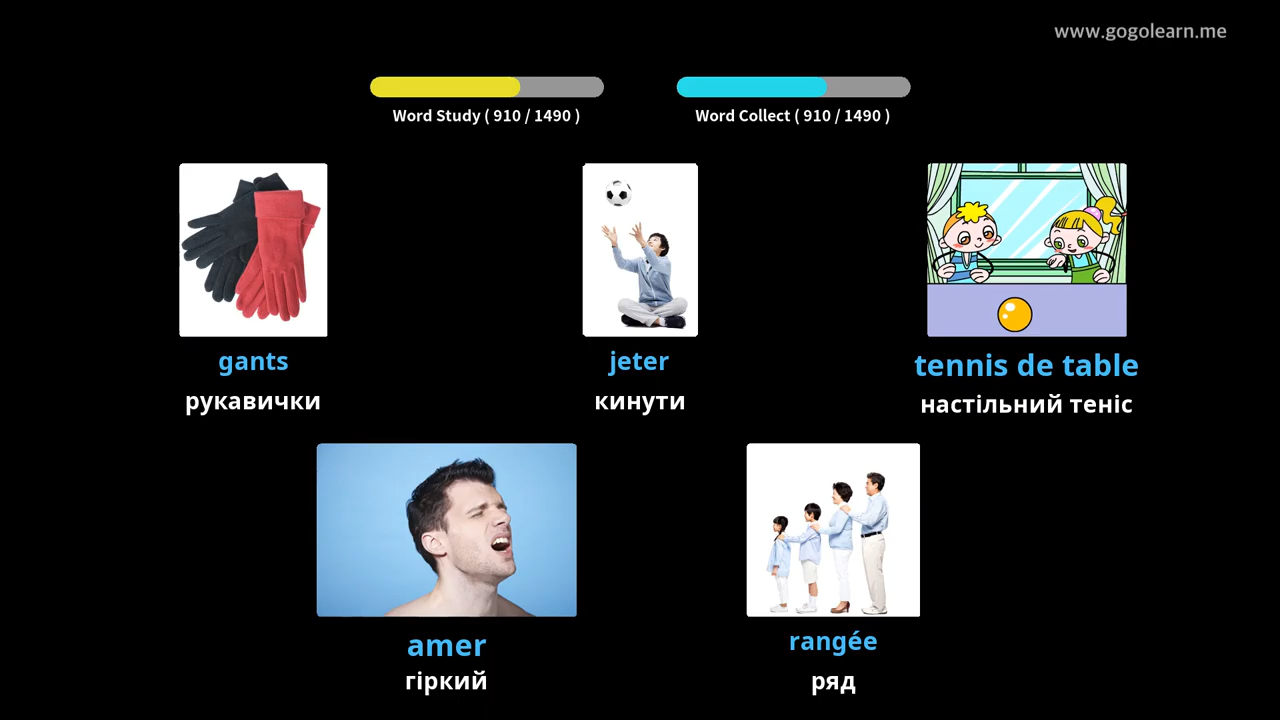 www.gogolearn.me
Word Study ( 910 / 1490 )
Word Collect ( 910 / 1490 )
gants
рукавички
jeter
кинути
tennis de table
настільний теніс
amer
гіркий
rangée
ряд